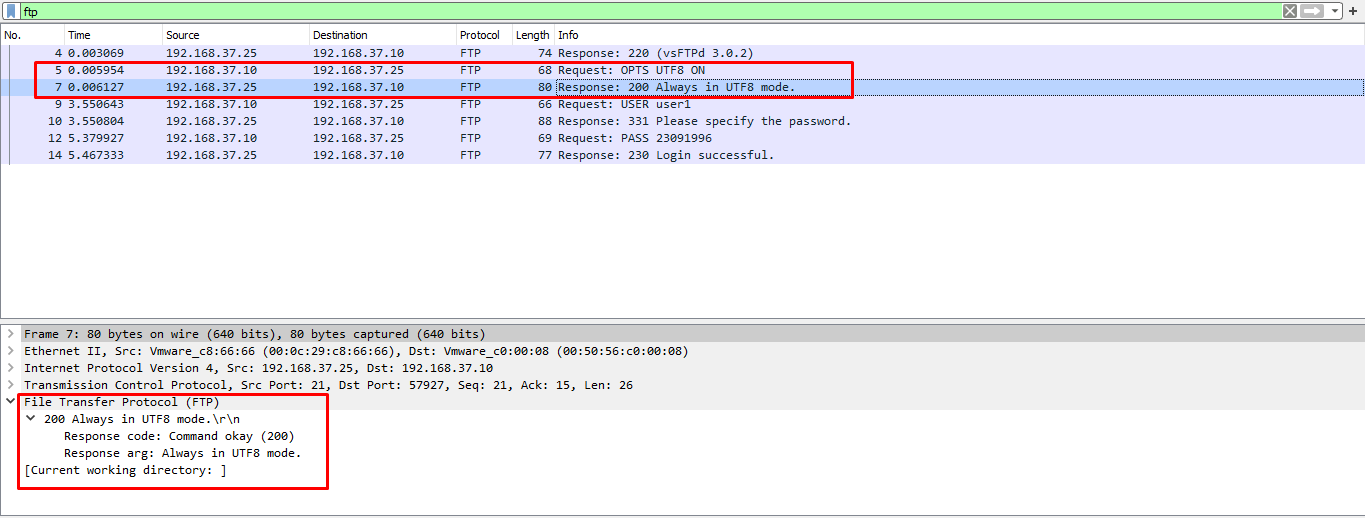 ftp
No. Time Source Destination Protocol Length Info
4 0.003069 192.168.37.25 192.168.37.10 FTP 74 Response: 220 (vsFTPd 3.0.2)
5 0.005954 192.168.37.10 192.168.37.25 FTP 68 Request: OPTS UTF8 ON
7 0.006127 192.168.37.25 192.168.37.10 FTP 80 Response: 200 Always in UTF8 mode.
9 3.550643 192.168.37.10 192.168.37.25 FTP 66 Request: USER user1
10 3.550804 192.168.37.25 192.168.37.10 FTP 88 Response: 331 Please specify the password.
12 5.379927 192.168.37.10 192.168.37.25 FTP 69 Request: PASS 23091996
14 5.467333 192.168.37.25 192.168.37.10 FTP 77 Response: 230 Login successful.
Frame 7: 80 bytes on wire (640 bits), 80 bytes captured (640 bits)
Ethernet II, Src: Vmware_c8:66:66 (00:0c:29:c8:66:66), Dst: Vmware_c0:00:08 (00:50:56:c0:00:08)
Internet Protocol Version 4, Src: 192.168.37.25, Dst: 192.168.37.10
Transmission Control Protocol, Src Port: 21, Dst Port: 57927, Seq: 21, Ack: 15, Len: 26
File Transfer Protocol (FTP)
200 Always in UTF8 mode.\r\n
Response code: Command okay (200)
Response arg: Always in UTF8 mode.
[Current working directory: ]